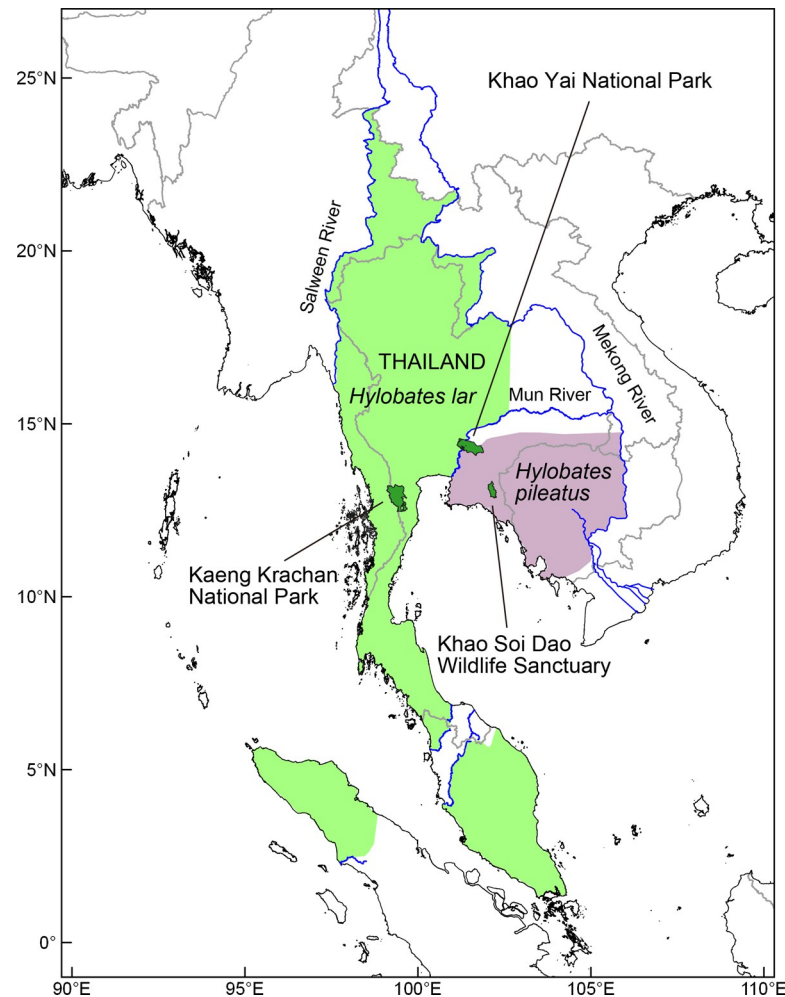 25°N
Khao Yai National Park
20°N
Salween River
THAILAND
Hylobates lar
Mekong River
15°N
Mun River
Hylobates
pileatus
Kaeng Krachan
National Park
10°N
Khao Soi Dao
Wildlife Sanctuary
5°N
0°
90°E
95°E
100°E
105°E
110°E